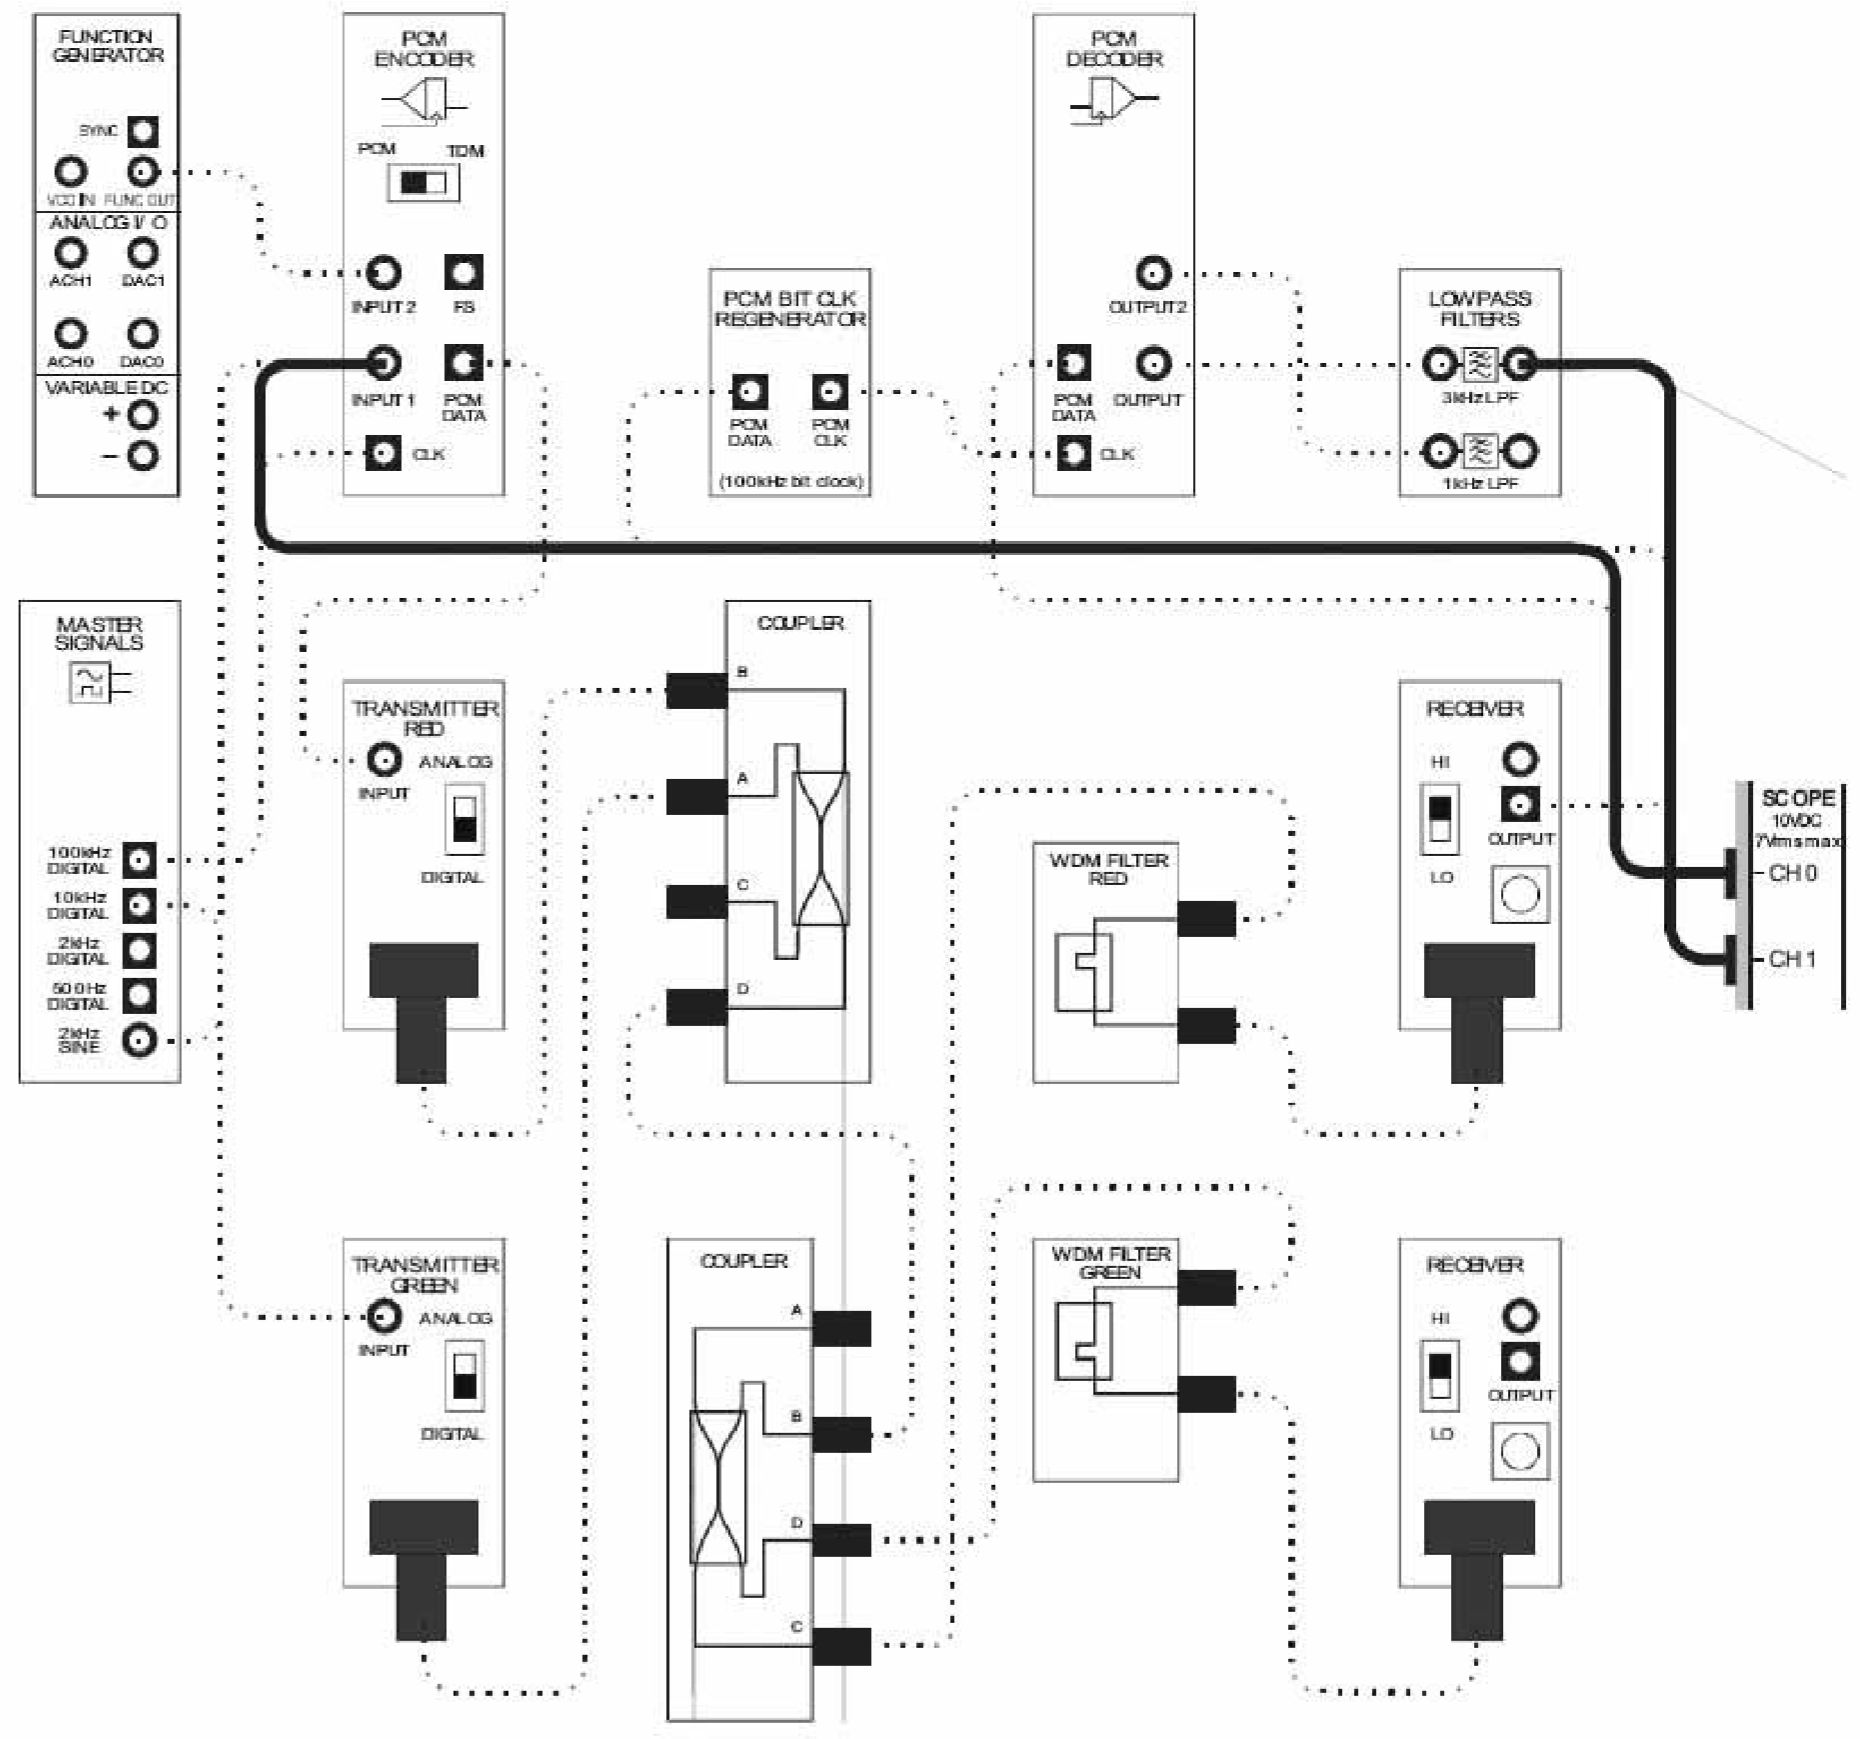 FUNCTION
GENERATOR
SYNC
VCO IN FUNC OUT
ANALOG I/ O
ACH1 DAC1
ACH0 DAC0
VARIABLE DC
+
−
PCM
ENCODER
PCM TDM
INPUT 2 FS
INPUT 1 PCM
DATA
CLK
PCM BIT CLK
REGENERATOR
PCM
DATA
PCM
CLK
(100kHz bit clock)
PCM
DECODER
OUTPUT2
PCM
DATA
OUTPUT
CLK
LOWPASS
FILTERS
3kHz LPF
1kHz LPF
MASTER
SIGNALS
100kHz
DIGITAL
10kHz
DIGITAL
2kHz
DIGITAL
500Hz
DIGITAL
2kHz
SINE
TRANSMITTER
RED
ANALOG
INPUT
DIGITAL
COUPLER
B
A
C
D
WDM FILTER
RED
RECEIVER
HI
OUTPUT
LO
SCOPE
10VDC
7Vrms max
CH 0
CH 1
TRANSMITTER
GREEN
ANALOG
INPUT
DIGITAL
COUPLER
A
B
D
C
WDM FILTER
GREEN
RECEIVER
HI
OUTPUT
LO